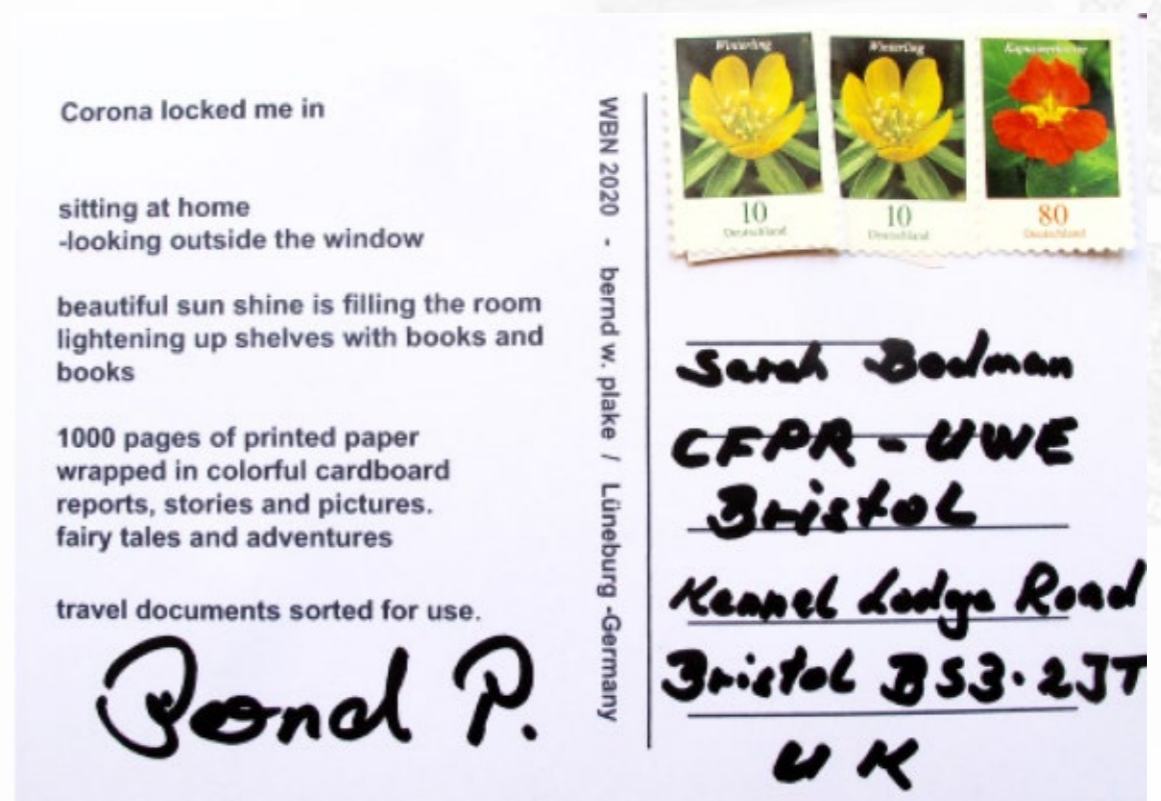 Corona locked me in
sitting at home
-looking outside the window
beautiful sun shine is filling the room
lightening up shelves with books and
books
1000 pages of printed paper
wrapped in colorful cardboard
reports, stories and pictures.
fairy tales and adventures
travel documents sorted for use.
P.
WBN 2020 - bernd w. plake / Lüneburg -Germany
Winterling
10
Deutschland
Winterling
10
Deutschland
Kapuzinerkresse
80
Deutschland
Sarah Bodman
CFPR - UWE
Bristol
Kennel Lodge Road
Bristol BS3·2JT
UK